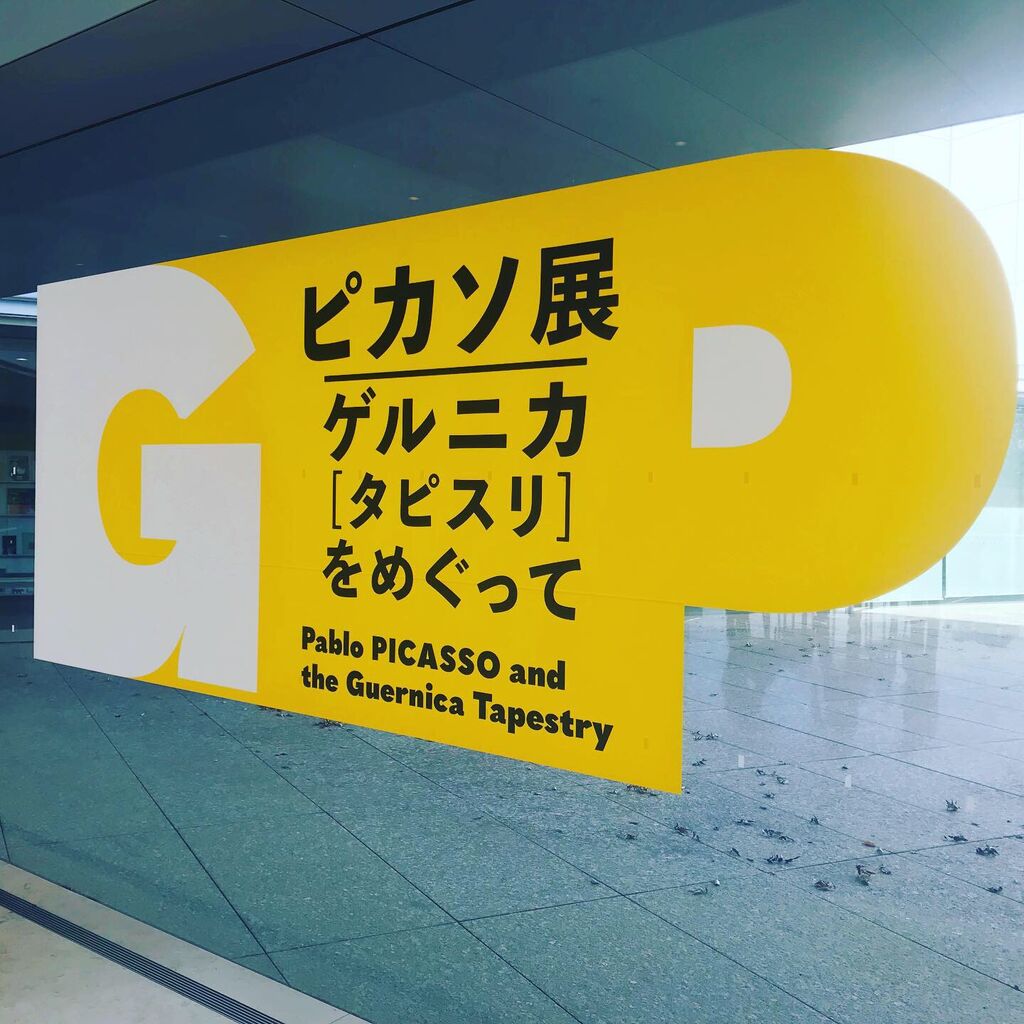 GP
ピカソ展
ゲルニカ
[タピスリ]
をめぐって
Pablo PICASSO and
the Guernica Tapestry